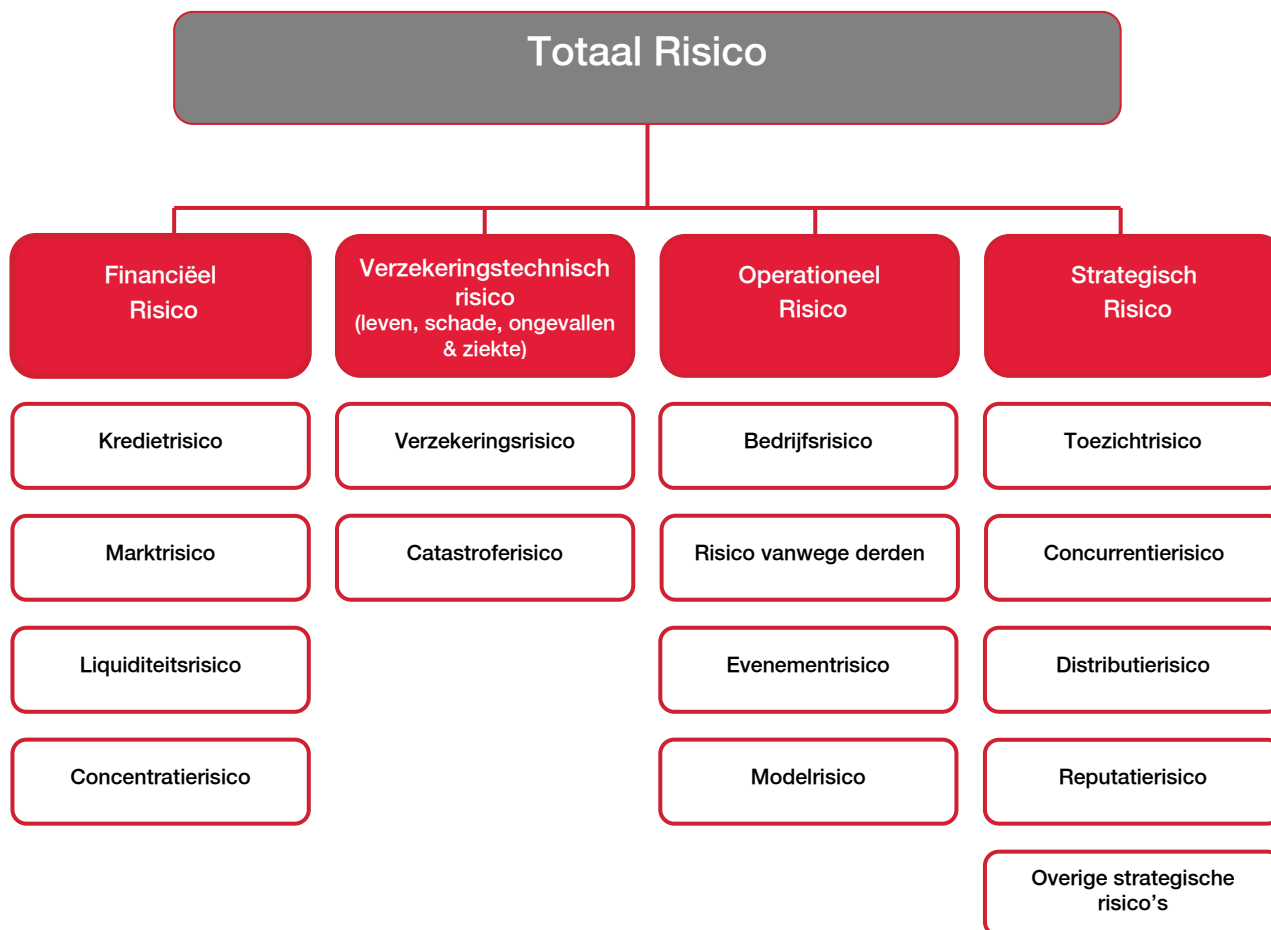 Totaal Risico
Financiëel
Risico
Verzekeringstechnisch
risico
(leven, schade, ongevallen
& ziekte)
Operationeel
Risico
Strategisch
Risico
Kredietrisico
Verzekeringsrisico
Bedrijfsrisico
Toezichtrisico
Marktrisico
Catastroferisico
Risico vanwege derden
Concurrentierisico
Liquiditeitsrisico
Evenementrisico
Distributierisico
Concentratierisico
Modelrisico
Reputatierisico
Overige strategische
risico’s